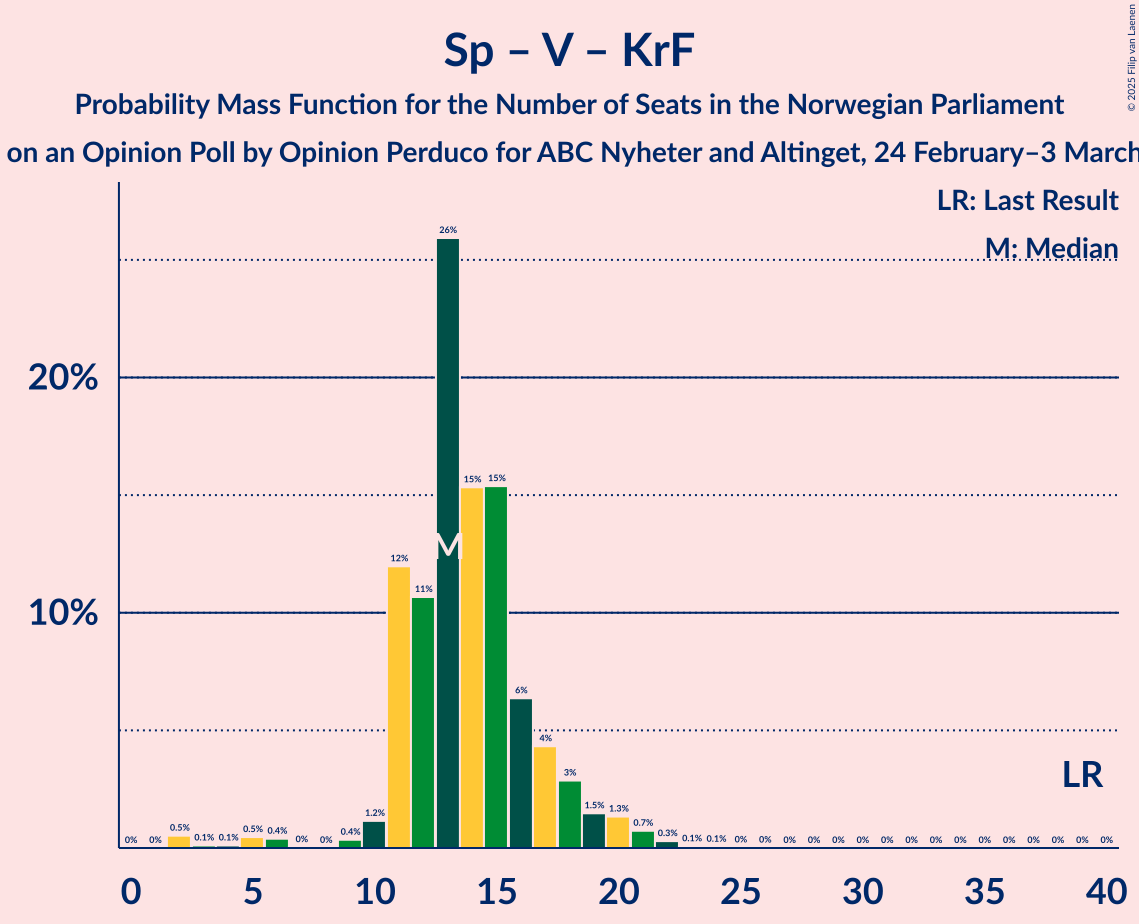 Sp – V – KrF
Probability Mass Function for the Number of Seats in the Norwegian Parliament
on an Opinion Poll by Opinion Perduco for ABC Nyheter and Altinget, 24 February–3 March
© 2025 Filip van Laenen
LR: Last Result
M: Median
26%
20%
15% 15%
M
12%
11%
10%
6%
4%
LR
3%
0% 0% 0.5% 0.1% 0.1% 0.5% 0.4% 0% 0% 0.4% 1.2% 1.5% 1.3% 0.7% 0.3% 0.1% 0.1% 0% 0% 0% 0% 0% 0% 0% 0% 0% 0% 0% 0% 0% 0% 0% 0%
0 5 10 15 20 25 30 35 40